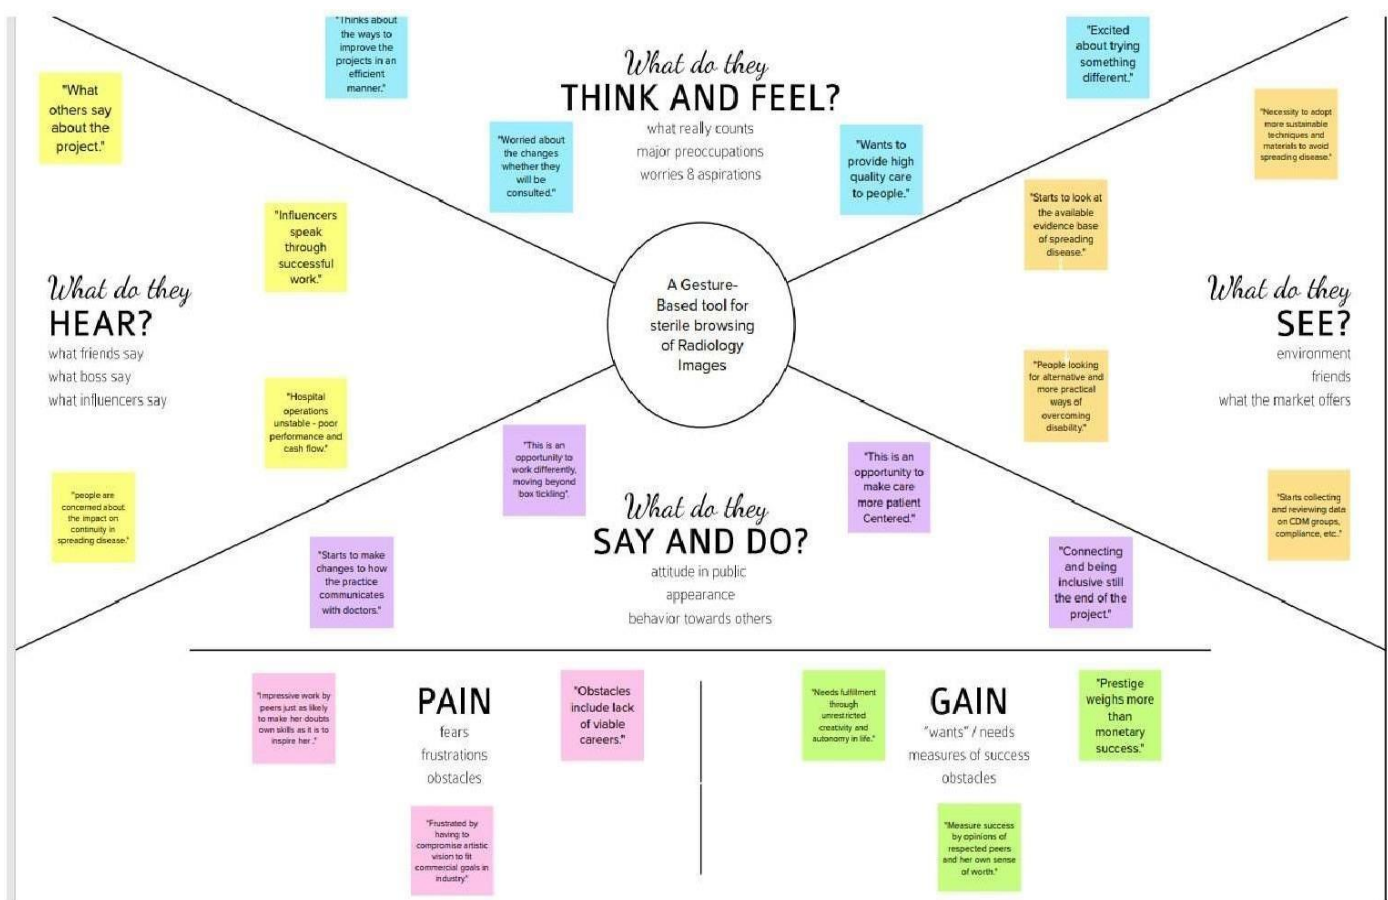 "Thinks about
the ways to
improve the
projects in an
efficient
manner."
"Worried about
the changes
whether they
will be
consulted."
What do they
THINK AND FEEL?
what really counts
major preoccupations
worries & aspirations
"Wants to
provide high
quality care
to people."
"Excited
about trying
something
different."
"What
others say
about the
project."
"Influencers
speak
through
successful
work."
What do they
HEAR?
what friends say
what boss say
what influencers say
"Hospital
operations
unstable - poor
performance and
cash flow."
"people are
concerned about
the impact on
continuity in
spreading disease."
A Gesture-
Based tool for
sterile browsing
of Radiology
Images
"Necessity to adopt
more sustainable
techniques and
materials to avoid
spreading disease."
"Starts to look at
the available
evidence base
of spreading
disease."
What do they
SEE?
environment
friends
what the market offers
"People looking
for alternative and
more practical
ways of
overcoming
disability."
"Starts collecting
and reviewing data
on CDM groups,
compliance, etc.."
"This is an
opportunity to
work differently,
moving beyond
box tickling".
What do they
SAY AND DO?
attitude in public
appearance
behavior towards others
"This is an
opportunity to
make care
more patient
Centered."
"Starts to make
changes to how
the practice
communicates
with doctors."
"Connecting
and being
inclusive still
the end of the
project."
"Impressive work by
peers just as likely
to make her doubts
own skills as it is to
inspire her ."
PAIN
fears
frustrations
obstacles
"Obstacles
include lack
of viable
careers."
"Frustrated by
having to
compromise artistic
vision to fit
commercial goals in
industry."
"Needs fulfillment
through
unrestricted
creativity and
autonomy in life."
GAIN
"wants" / needs
measures of success
obstacles
"Prestige
weighs more
than
monetary
success."
"Measure success
by opinions of
respected peers
and her own sense
of worth."